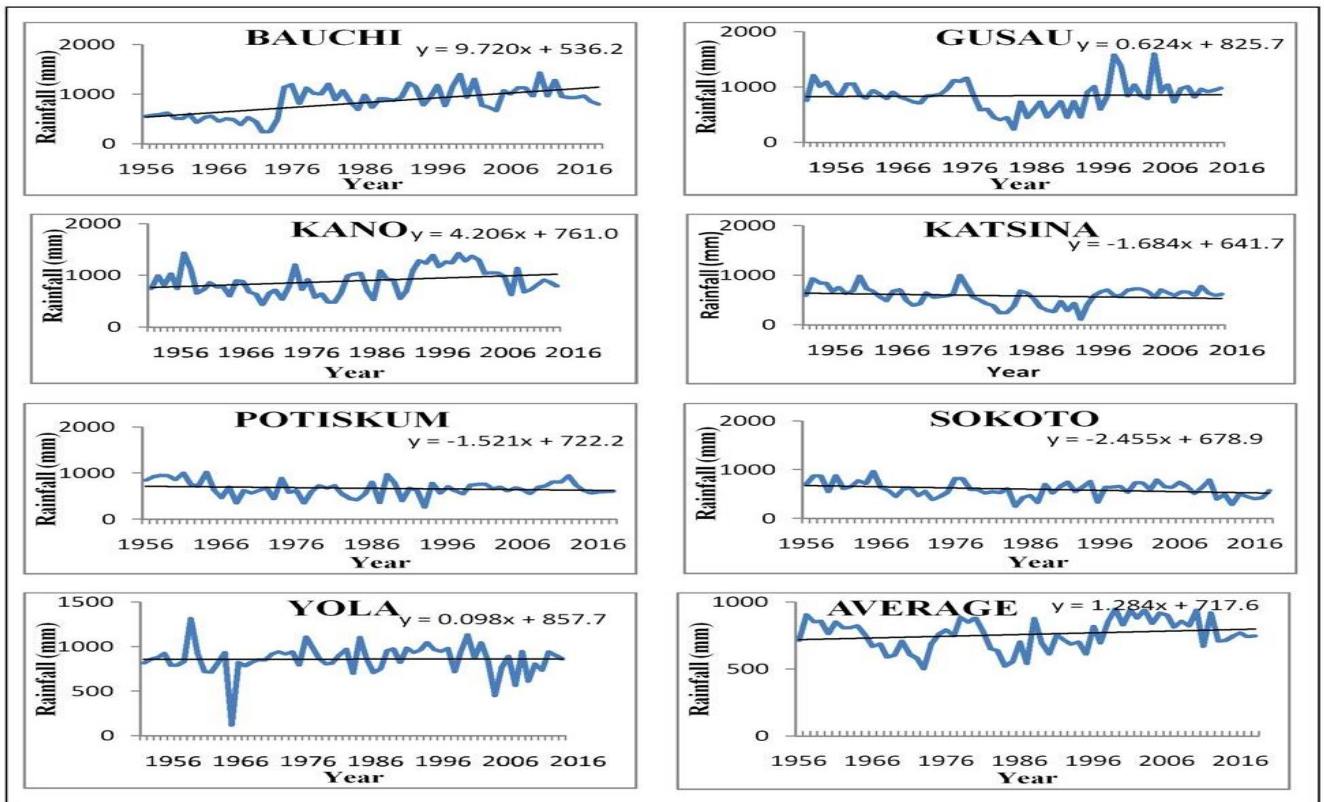 BAUCHI
y = 9.720x + 536.2
Rainfall (mm)
2000
1000
0
1956 1966 1976 1986 1996 2006 2016
Year
GUSAU
y = 0.624x + 825.7
Rainfall (mm)
2000
1000
0
1956 1966 1976 1986 1996 2006 2016
Year
KANO
y = 4.206x + 761.0
Rainfall (mm)
2000
1000
0
1956 1966 1976 1986 1996 2006 2016
Year
KATSINA
y = -1.684x + 641.7
Rainfall (mm)
2000
1000
0
1956 1966 1976 1986 1996 2006 2016
Year
POTISKUM
y = -1.521x + 722.2
Rainfall (mm)
2000
1000
0
1956 1966 1976 1986 1996 2006 2016
Year
SOKOTO
y = -2.455x + 678.9
Rainfall (mm)
2000
1000
0
1956 1966 1976 1986 1996 2006 2016
Year
YOLA
y = 0.098x + 857.7
Rainfall (mm)
1500
1000
500
0
1956 1966 1976 1986 1996 2006 2016
Year
AVERAGE
y = 1.284x + 717.6
Rainfall (mm)
1000
500
0
1956 1966 1976 1986 1996 2006 2016
Year